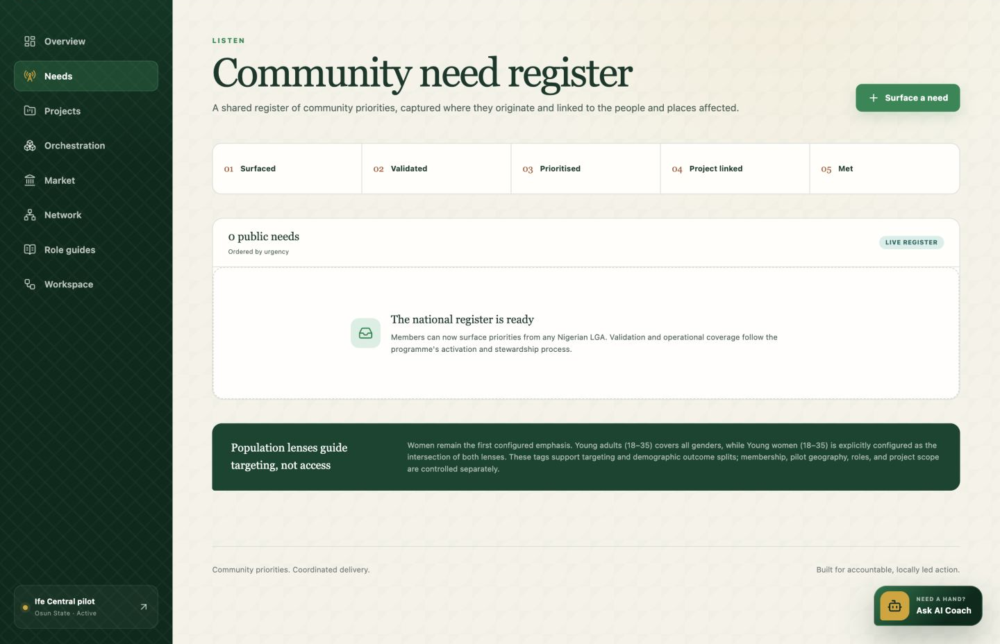 Overview
Needs
Projects
Orchestration
Market
Network
Role guides
Workspace
Ife Central pilot
Osun State · Active
LISTEN
Community need register
A shared register of community priorities, captured where they originate and linked to the people and places affected.
Surface a need
01 Surfaced
02 Validated
03 Prioritised
04 Project linked
05 Met
0 public needs
Ordered by urgency
LIVE REGISTER
The national register is ready
Members can now surface priorities from any Nigerian LGA. Validation and operational coverage follow the
programme's activation and stewardship process.
Population lenses guide
targeting, not access
Women remain the first configured emphasis. Young adults (18–35) covers all genders, while Young women (18–35) is explicitly configured as the
intersection of both lenses. These tags support targeting and demographic outcome splits; membership, pilot geography, roles, and project scope
are controlled separately.
Community priorities. Coordinated delivery.
Built for accountable, locally led action.
NEED A HAND?
Ask AI Coach